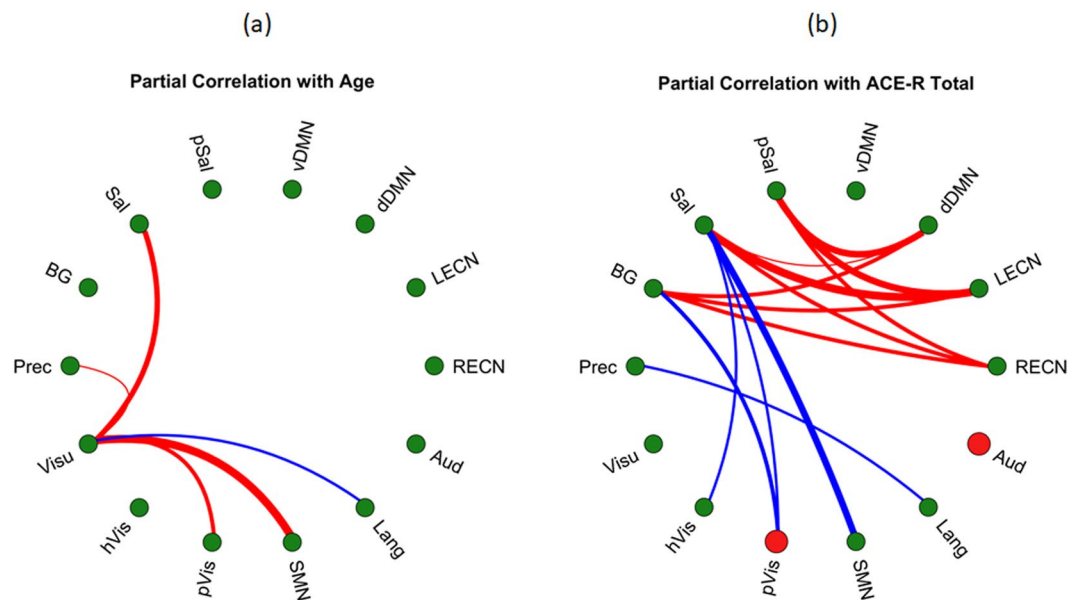 (a)
Partial Correlation with Age
pSal
vDMN
Sal
dDMN
BG
LECN
Prec
RECN
Visu
Aud
hVis
Lang
pVis
SMN
(b)
Partial Correlation with ACE-R Total
pSal
vDMN
Sal
dDMN
BG
LECN
Prec
RECN
Visu
Aud
hVis
Lang
pVis
SMN